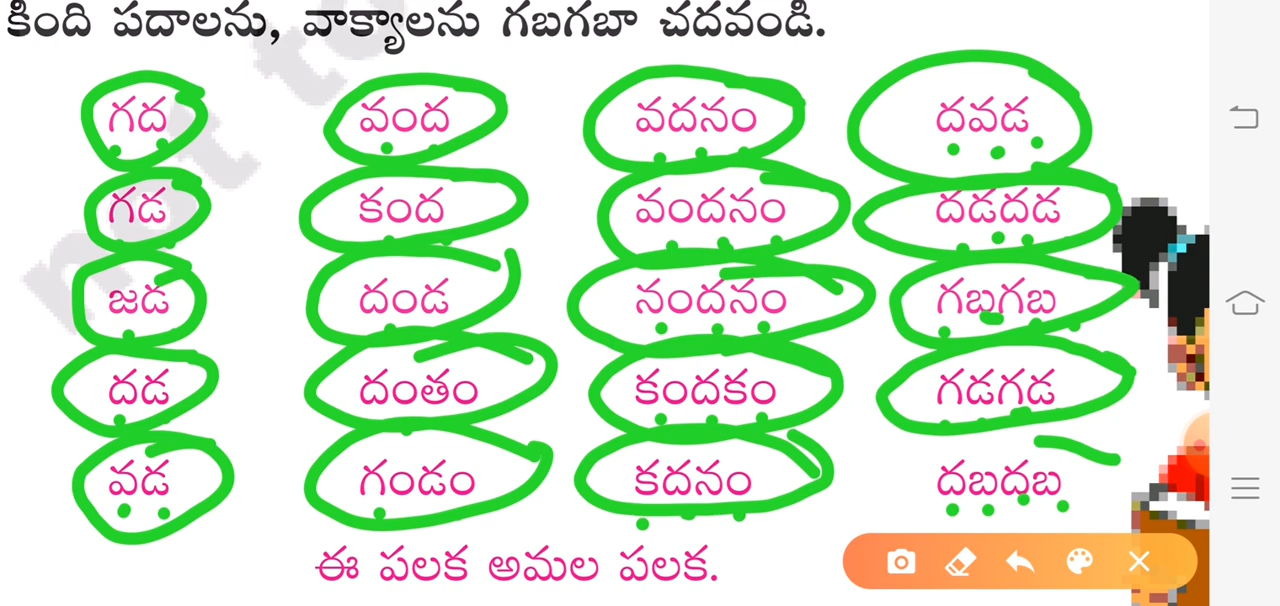 కింది పదాలను, వాక్యాలను గబగబా చదవండి.
గద వంద వదనం దవడ
గడ కంద వందనం దడదడ
జడ దండ నందనం గబగబ
దడ దంతం కందకం గడగడ
వడ గండం కదనం దబదబ
ఈ పలక అమల పలక.